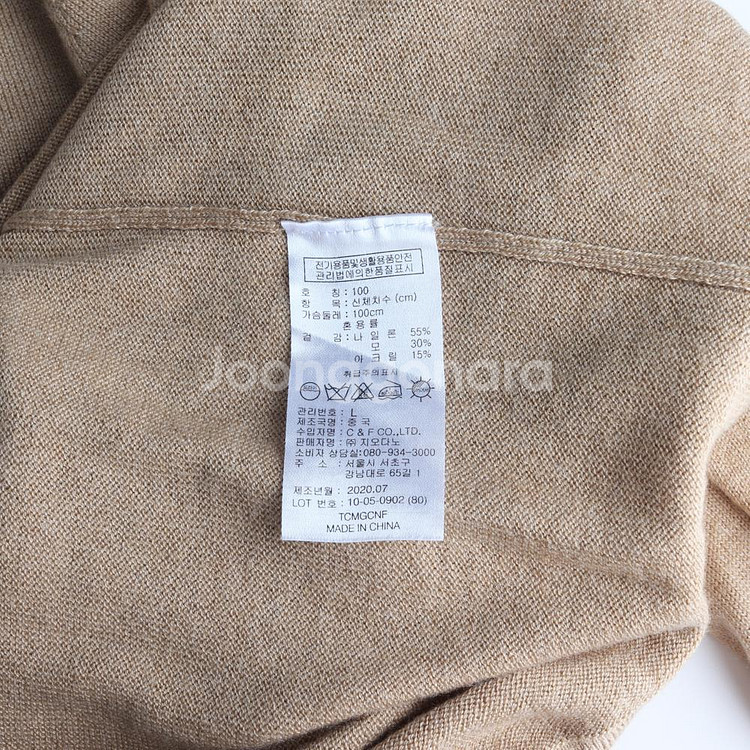 전기용품및생활용품안전
관리법에의한품질표시
호 칭 : 100
항 목 : 신체치수 (cm)
가슴둘레 : 100cm
혼 용 률
겉 감 : 나 일 론 55%
모 30%
아 크 릴 15%
취급주의표시
Joonggonara
관리번호 : L
제조국명 : 중 국
수입자명 : C & F CO.,LTD.
판매자명 : ㈜ 지오다노
소비자 상담실 : 080-934-3000
주 소 : 서울시 서초구
강남대로 65길 1
제조년월 : 2020.07
LOT 번호 : 10-05-0902 (80)
TCMGCNF
MADE IN CHINA